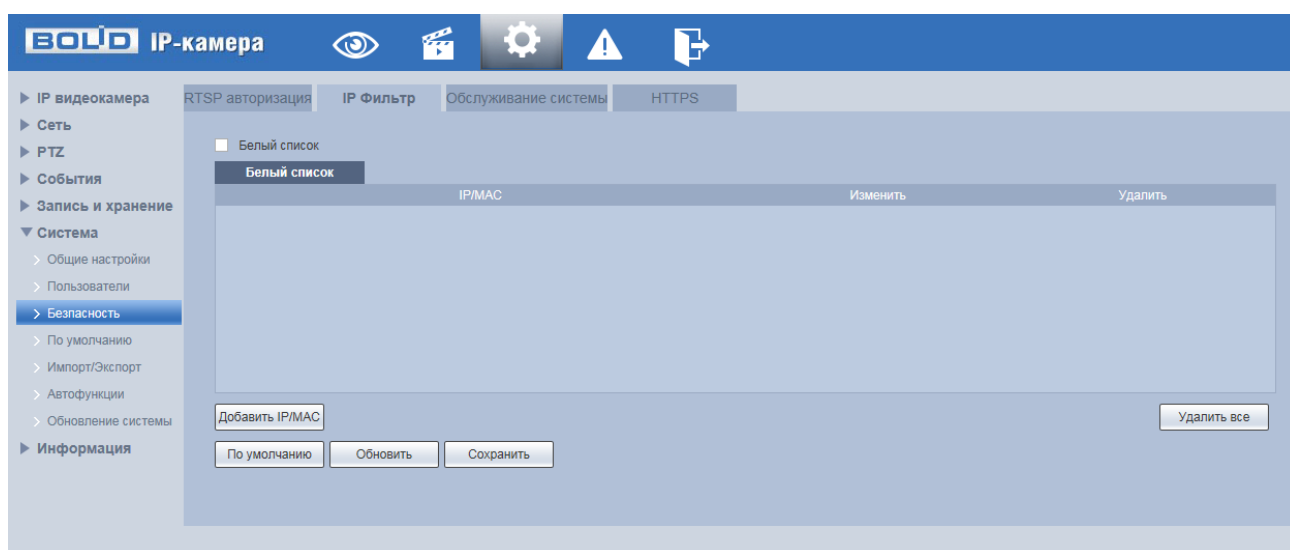 BOLID IP-камера
IP видеокамера
Сеть
PTZ
События
Запись и хранение
Система
Общие настройки
Пользователи
Безпасность
По умолчанию
Импорт/Экспорт
Автофункции
Обновление системы
Информация
RTSP авторизация IP Фильтр Обслуживание системы HTTPS
Белый список
Белый список
IP/MAC Изменить Удалить
Добавить IP/MAC Удалить все
По умолчанию Обновить Сохранить